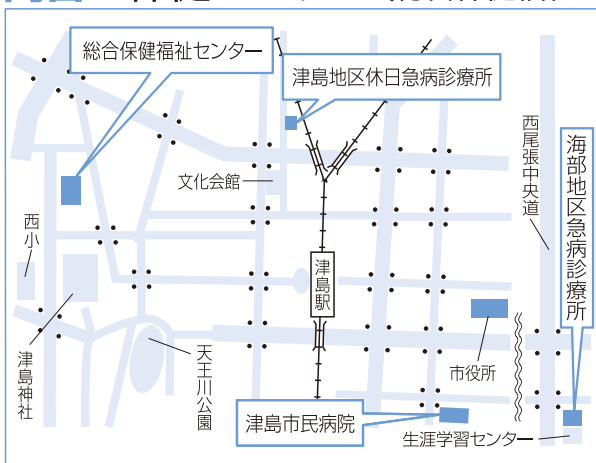 総合保健福祉センター
津島地区休日急病診療所
西尾張中央道
海部地区急病診療所
文化会館
西小
津島駅
津島神社
天王川公園
市役所
津島市民病院
生涯学習センター